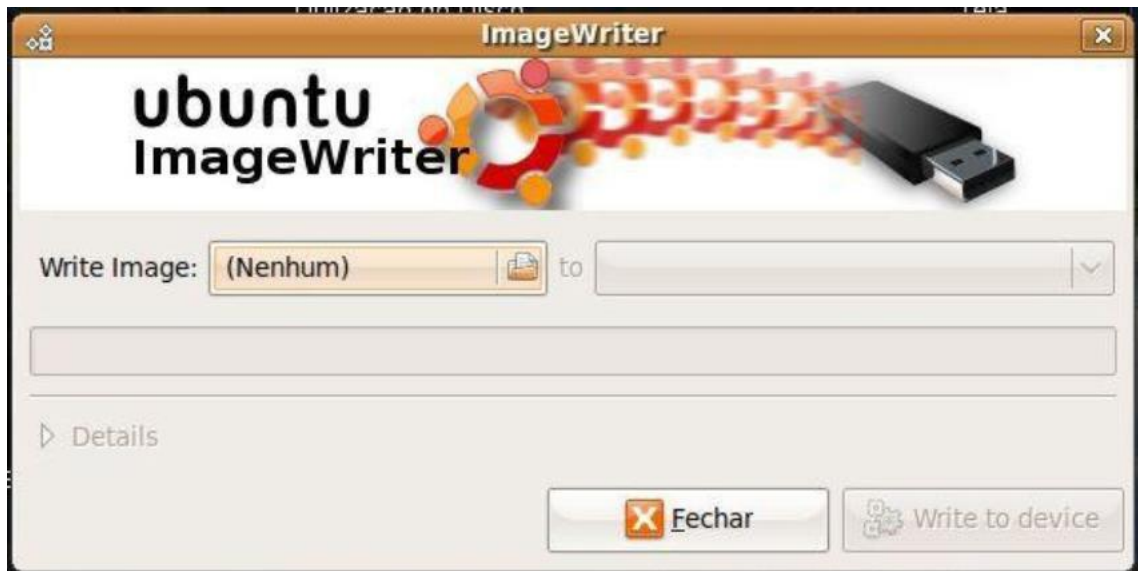 ImageWriter
ubuntu
ImageWriter
Write Image: (Nenhum) to
Details
Fechar Write to device